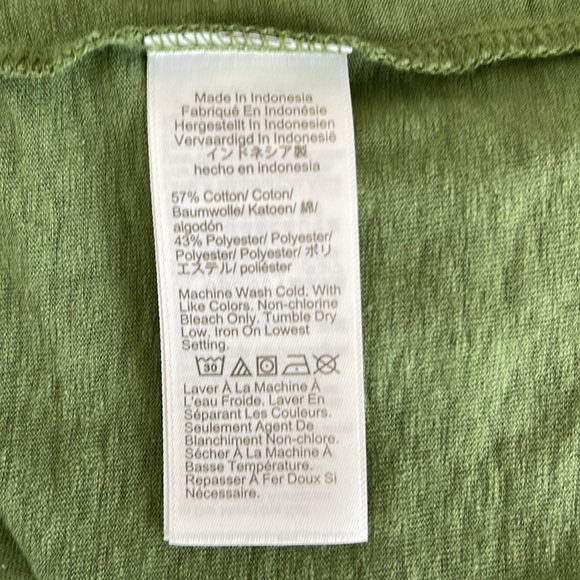 Made In Indonesia
Fabriqué En Indonésie
Hergestellt In Indonesien
Vervaardigd In Indonesië
インドネシア製
hecho en indonesia
57% Cotton/ Coton/
Baumwolle/ Katoen/ 綿/
algodón
43% Polyester/ Polyester/
Polyester/ Polyester/ ポリ
エステル/ poliéster
Machine Wash Cold. With
Like Colors. Non-chlorine
Bleach Only. Tumble Dry
Low. Iron On Lowest
Setting.
30
Laver À La Machine À
L'eau Froide. Laver En
Séparant Les Couleurs.
Seulement Agent De
Blanchiment Non-chlore.
Sécher À La Machine À
Basse Température.
Repasser À Fer Doux Si
Nécessaire.